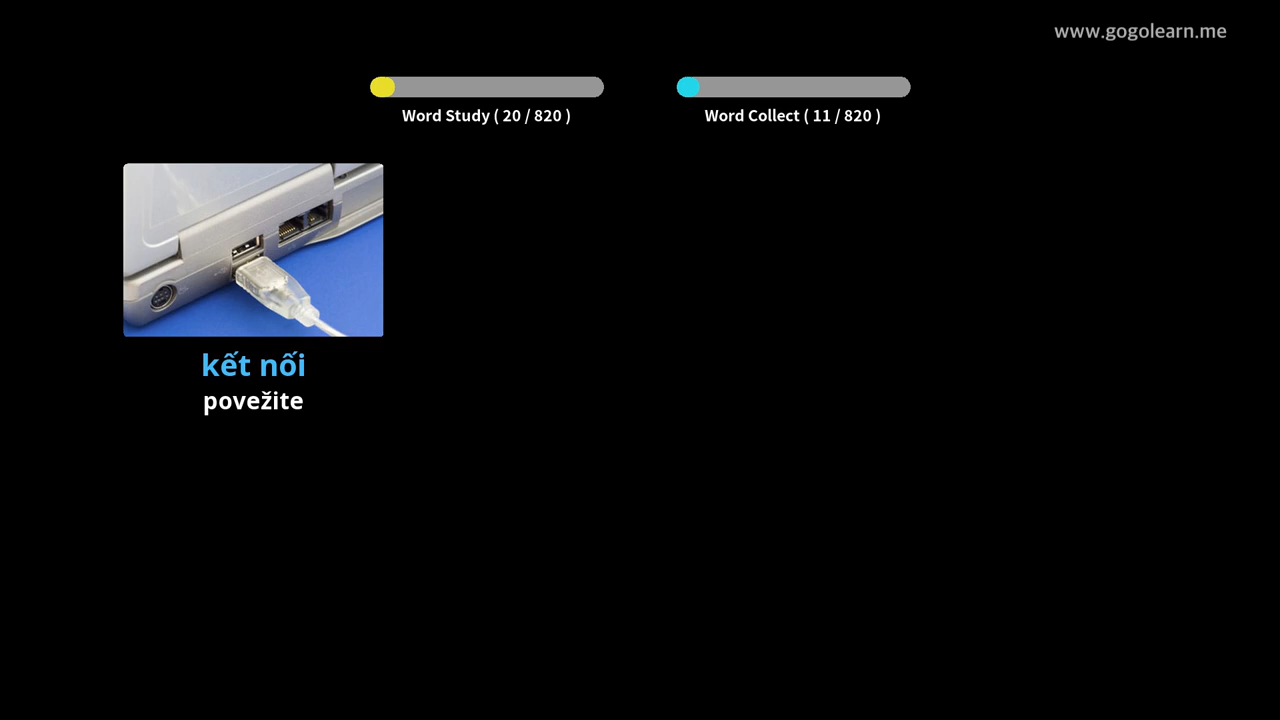 www.gogolearn.me
Word Study ( 20 / 820 )
Word Collect ( 11 / 820 )
kết nối
povežite